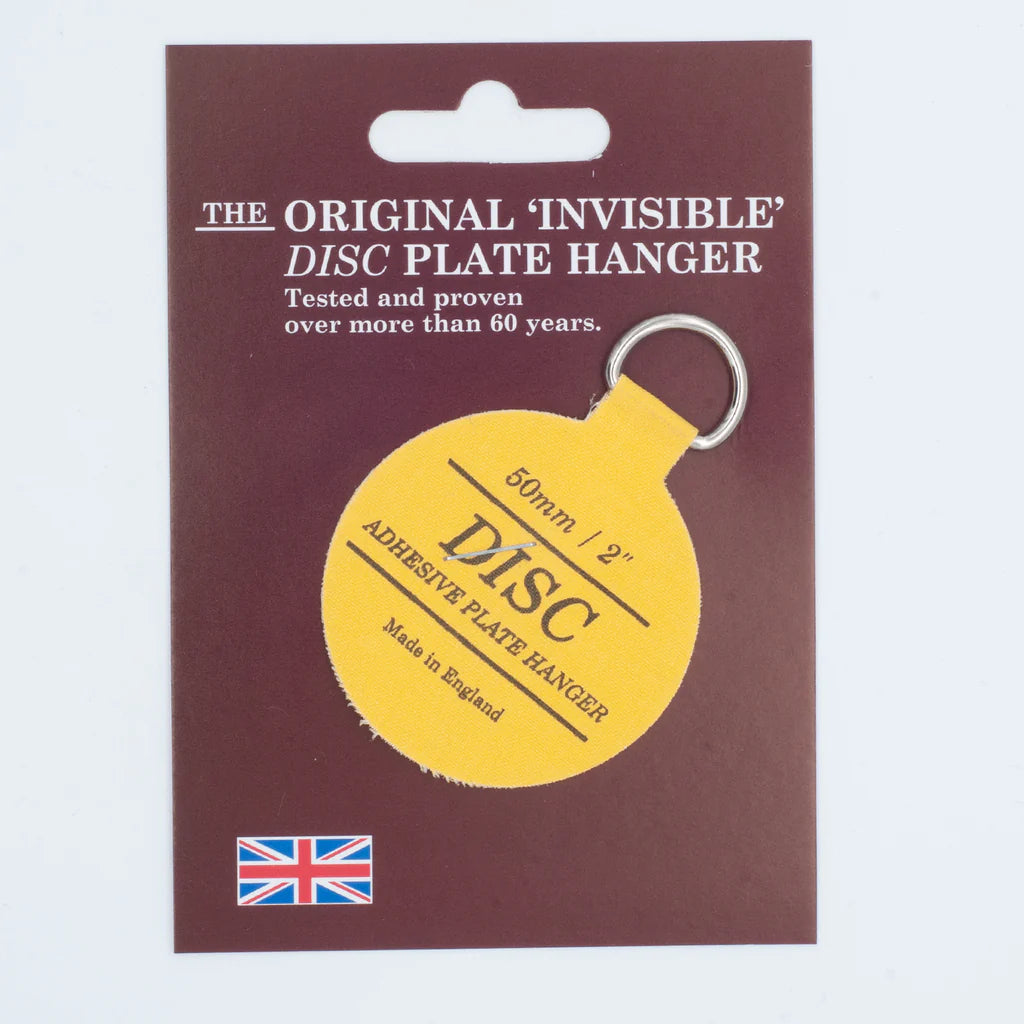 THE ORIGINAL ‘INVISIBLE’
DISC PLATE HANGER
Tested and proven
over more than 60 years.
50mm / 2"
DISC
ADHESIVE PLATE HANGER
Made in England